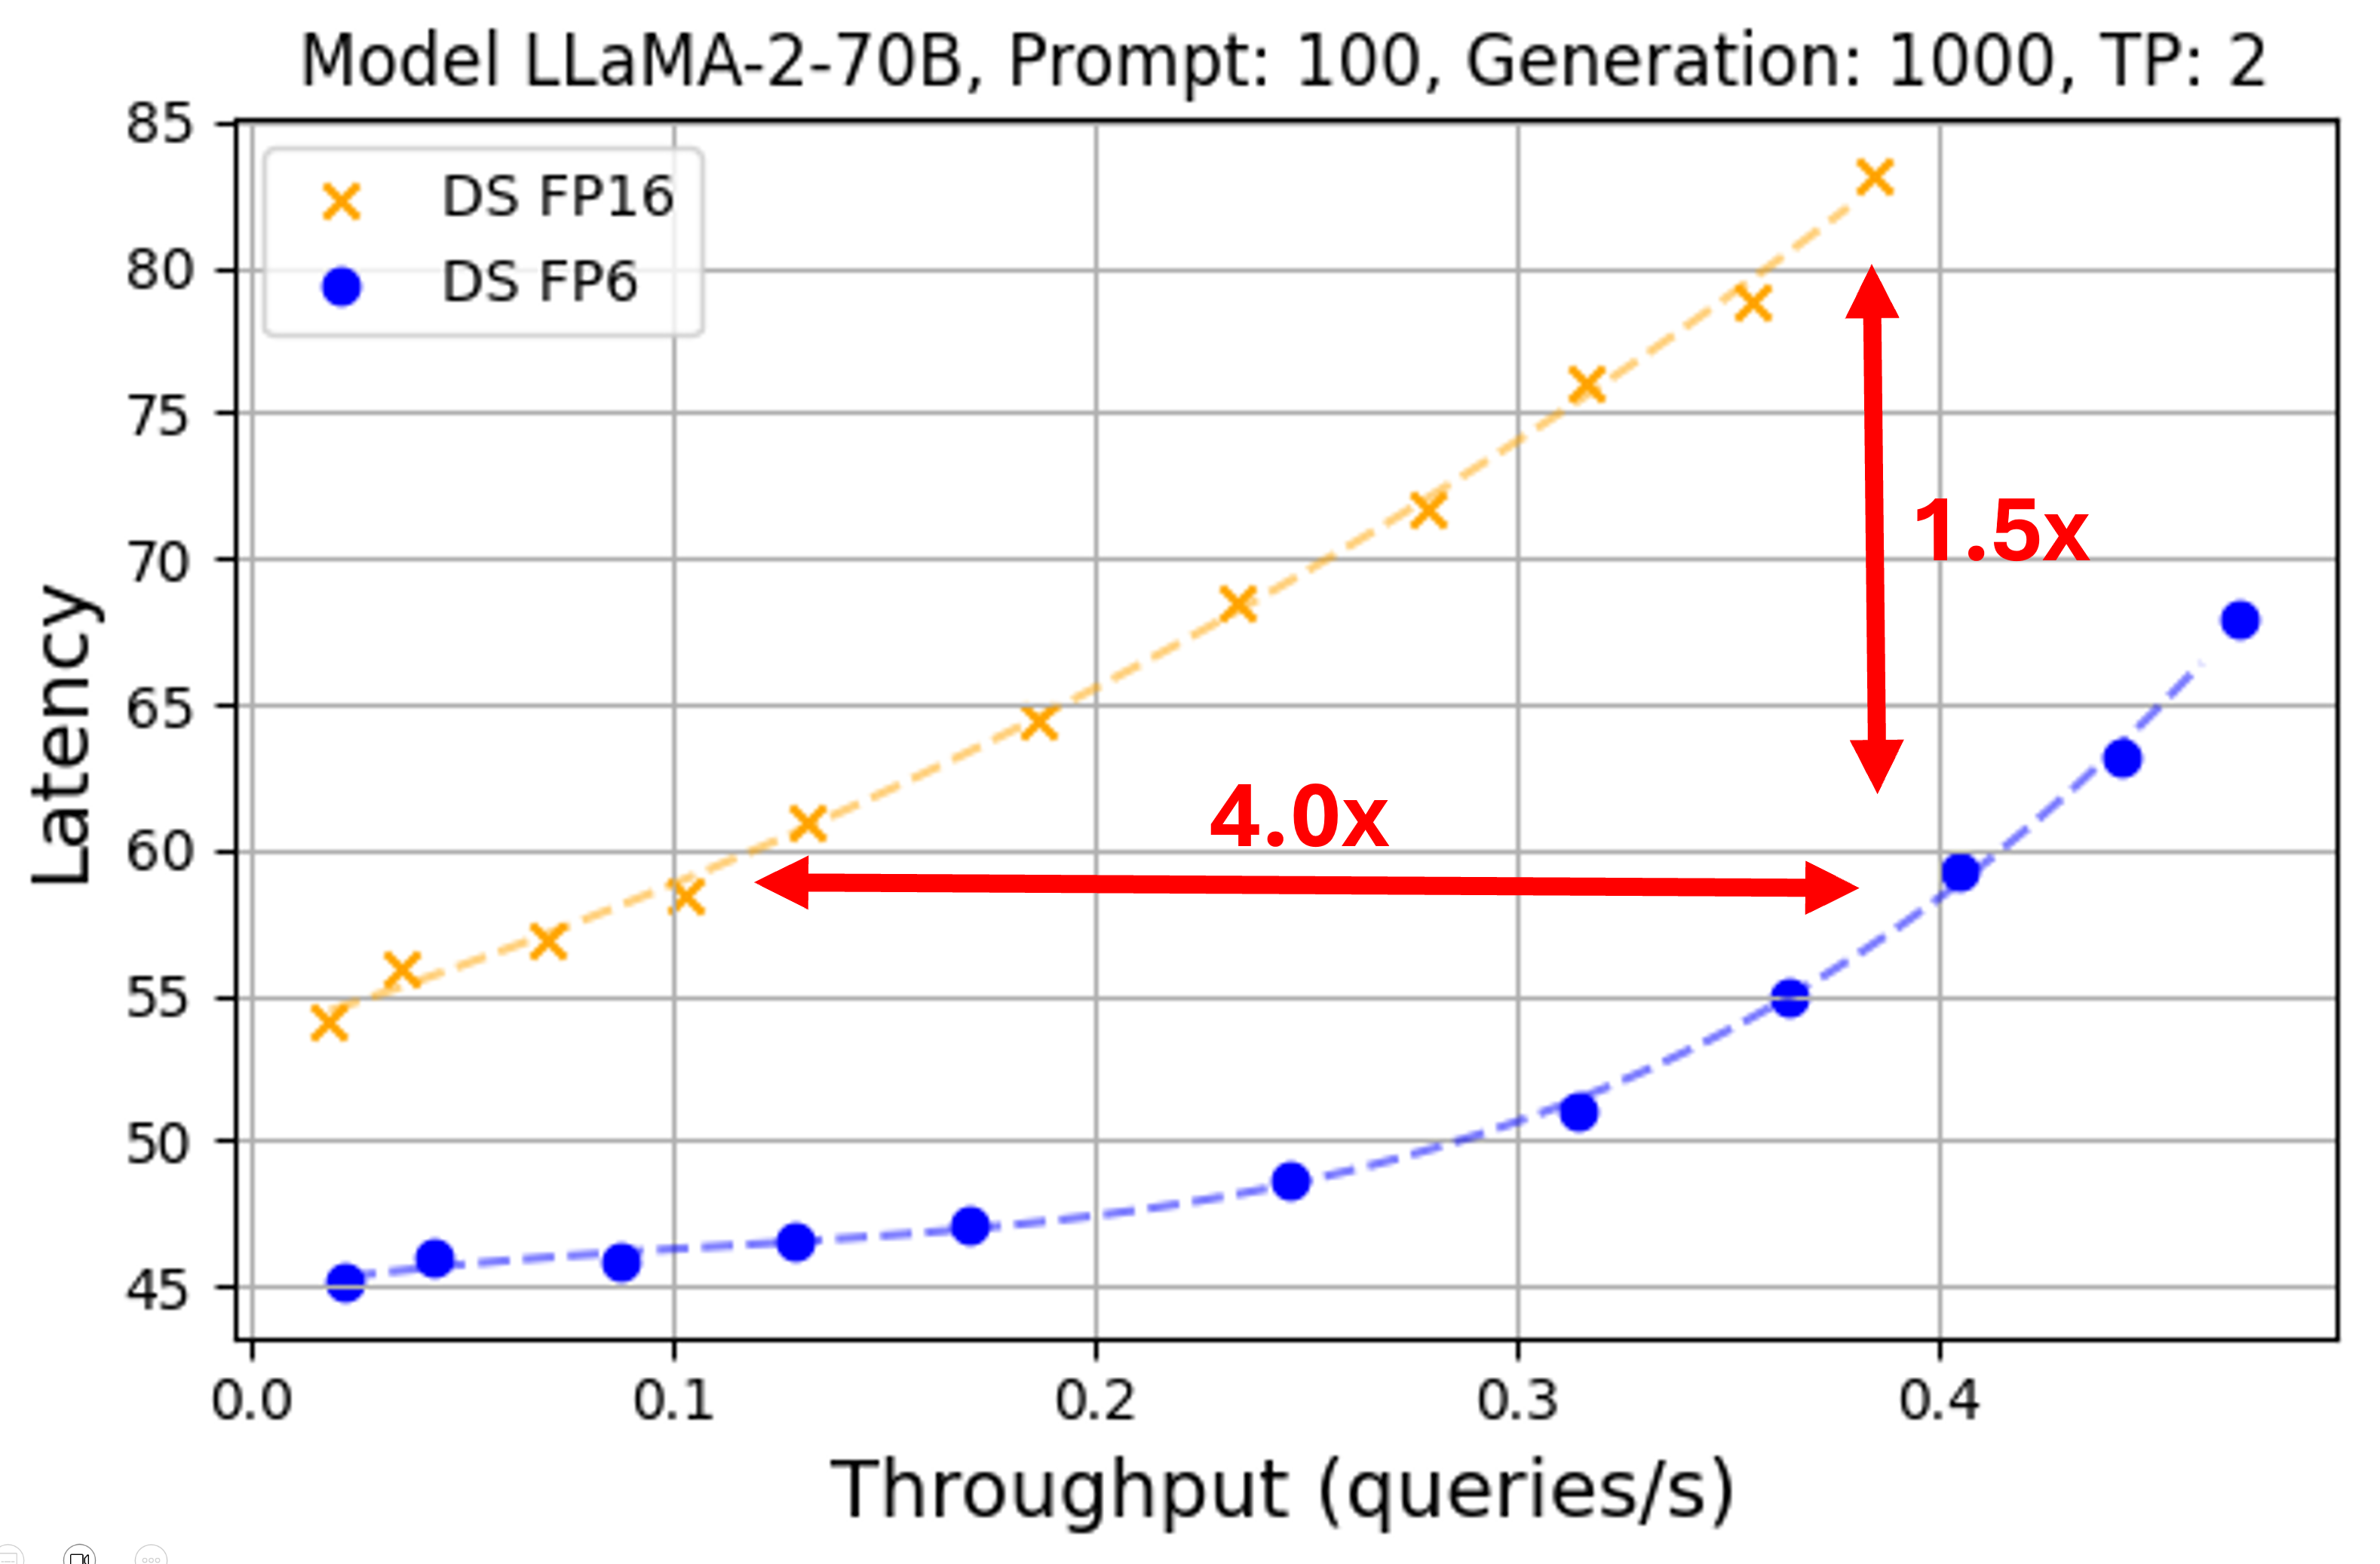 Model LLaMA-2-70B, Prompt: 100, Generation: 1000, TP: 2
85
DS FP16
DS FP6
80
75
70
1.5x
65
4.0x
60
55
50
45
Latency
0.0 0.1 0.2 0.3 0.4
Throughput (queries/s)